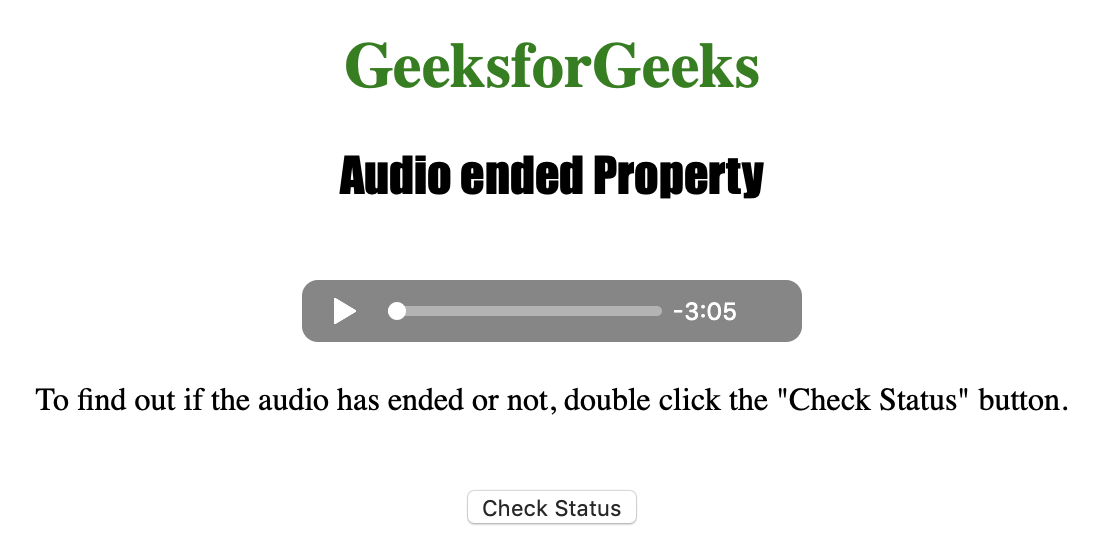 GeeksforGeeks
Audio ended Property
-3:05
To find out if the audio has ended or not, double click the "Check Status" button.
Check Status